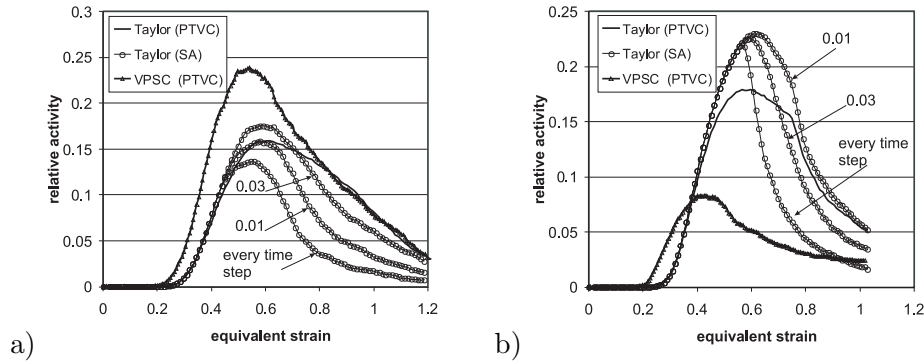 a)
relative activity
0.3
0.25
0.2
0.15
0.1
0.05
0
Taylor (PTVC)
Taylor (SA)
VPSC (PTVC)
0.03
0.01
every time
step
0 0.2 0.4 0.6 0.8 1 1.2
equivalent strain
b)
relative activity
0.25
0.2
0.15
0.1
0.05
0
Taylor (PTVC)
Taylor (SA)
VPSC (PTVC)
0.01
0.03
every time
step
0 0.2 0.4 0.6 0.8 1 1.2
equivalent strain